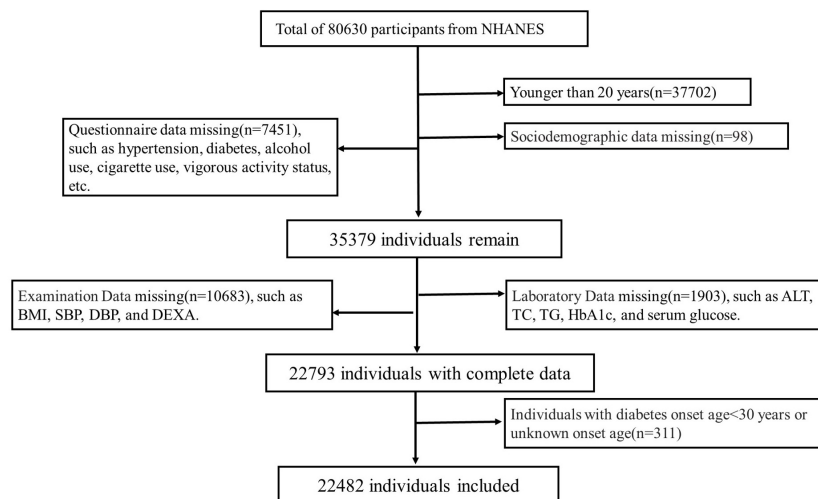 Total of 80630 participants from NHANES
Younger than 20 years(n=37702)
Questionnaire data missing(n=7451),
such as hypertension, diabetes, alcohol
use, cigarette use, vigorous activity status,
etc.
Sociodemographic data missing(n=98)
35379 individuals remain
Examination Data missing(n=10683), such as
BMI, SBP, DBP, and DEXA.
Laboratory Data missing(n=1903), such as ALT,
TC, TG, HbA1c, and serum glucose.
22793 individuals with complete data
Individuals with diabetes onset age<30 years or
unknown onset age(n=311)
22482 individuals included